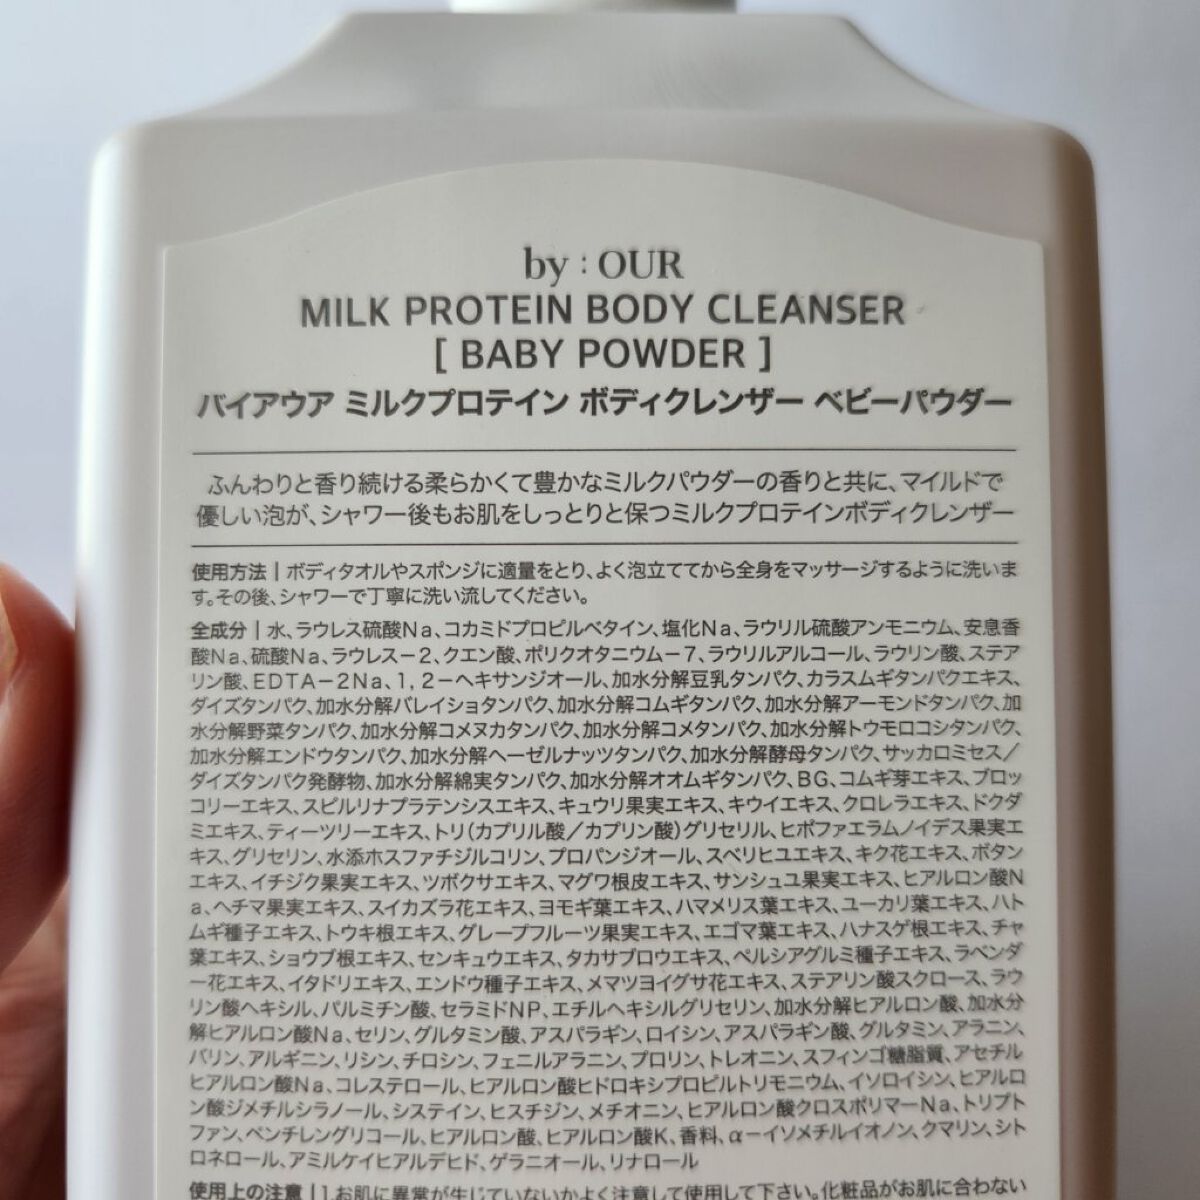 by : OUR
MILK PROTEIN BODY CLEANSER
[ BABY POWDER ]
バイアウア ミルクプロテイン ボディクレンザー ベビーパウダー
ふんわりと香り続ける柔らかくて豊かなミルクパウダーの香りと共に、マイルドで
優しい泡が、シャワー後もお肌をしっとりと保つミルクプロテインボディクレンザー
使用方法 | ボディタオルやスポンジに適量をとり、よく泡立ててから全身をマッサージするように洗いま
す。その後、シャワーで丁寧に洗い流してください。
全成分 | 水、ラウレス硫酸Na、コカミドプロピルベタイン、塩化Na、ラウリル硫酸アンモニウム、安息香
酸Na、硫酸Na、ラウレス－2、クエン酸、ポリクオタニウム－7、ラウリルアルコール、ラウリン酸、ステア
リン酸、EDTA－2Na、1，2－ヘキサンジオール、加水分解豆乳タンパク、カラスムギタンパクエキス、
ダイズタンパク、加水分解バレイショタンパク、加水分解コムギタンパク、加水分解アーモンドタンパク、加
水分解野菜タンパク、加水分解コメヌカタンパク、加水分解コメタンパク、加水分解トウモロコシタンパク、
加水分解エンドウタンパク、加水分解ヘーゼルナッツタンパク、加水分解酵母タンパク、サッカロミセス／
ダイズタンパク発酵物、加水分解綿実タンパク、加水分解オオムギタンパク、BG、コムギ芽エキス、ブロッ
コリーエキス、スピルリナプラテンシスエキス、キュウリ果実エキス、キウイエキス、クロレラエキス、ドクダ
ミエキス、ティーツリーエキス、トリ（カプリル酸／カプリン酸）グリセリル、ヒポファエラムノイデス果実エ
キス、グリセリン、水添ホスファチジルコリン、プロパンジオール、スベリヒユエキス、キク花エキス、ボタン
エキス、イチジク果実エキス、ツボクサエキス、マグワ根皮エキス、サンシュユ果実エキス、ヒアルロン酸N
a、ヘチマ果実エキス、スイカズラ花エキス、ヨモギ葉エキス、ハマメリス葉エキス、ユーカリ葉エキス、ハト
ムギ種子エキス、トウキ根エキス、グレープフルーツ果実エキス、エゴマ葉エキス、ハナスゲ根エキス、チャ
葉エキス、ショウブ根エキス、センキュウエキス、タカサブロウエキス、ペルシアグルミ種子エキス、ラベンダ
ー花エキス、イタドリエキス、エンドウ種子エキス、メマツヨイグサ花エキス、ステアリン酸スクロース、ラウ
リン酸ヘキシル、パルミチン酸、セラミドNP、エチルヘキシルグリセリン、加水分解ヒアルロン酸、加水分
解ヒアルロン酸Na、セリン、グルタミン酸、アスパラギン、ロイシン、アスパラギン酸、グルタミン、アラニン、
バリン、アルギニン、リシン、チロシン、フェニルアラニン、プロリン、トレオニン、スフィンゴ糖脂質、アセチル
ヒアルロン酸Na、コレステロール、ヒアルロン酸ヒドロキシプロピルトリモニウム、イソロイシン、ヒアルロ
ン酸ジメチルシラノール、システイン、ヒスチジン、メチオニン、ヒアルロン酸クロスポリマーNa、トリプト
ファン、ペンチレングリコール、ヒアルロン酸、ヒアルロン酸K、香料、α－イソメチルイオノン、クマリン、シト
ロネロール、アミルケイヒアルデヒド、ゲラニオール、リナロール
使用上の注意 | 1.お肌に異常が生じていないかよく注意して使用して下さい。化粧品がお肌に合わない